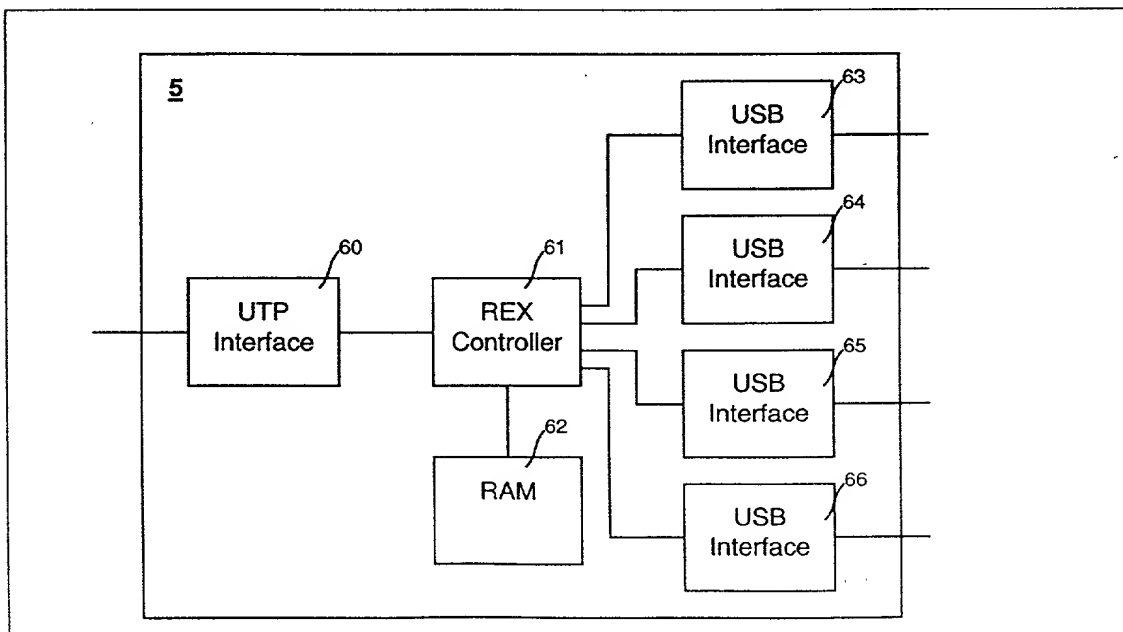 5
63
USB
Interface
64
USB
Interface
60
UTP
Interface
61
REX
Controller
65
USB
Interface
62
RAM
66
USB
Interface